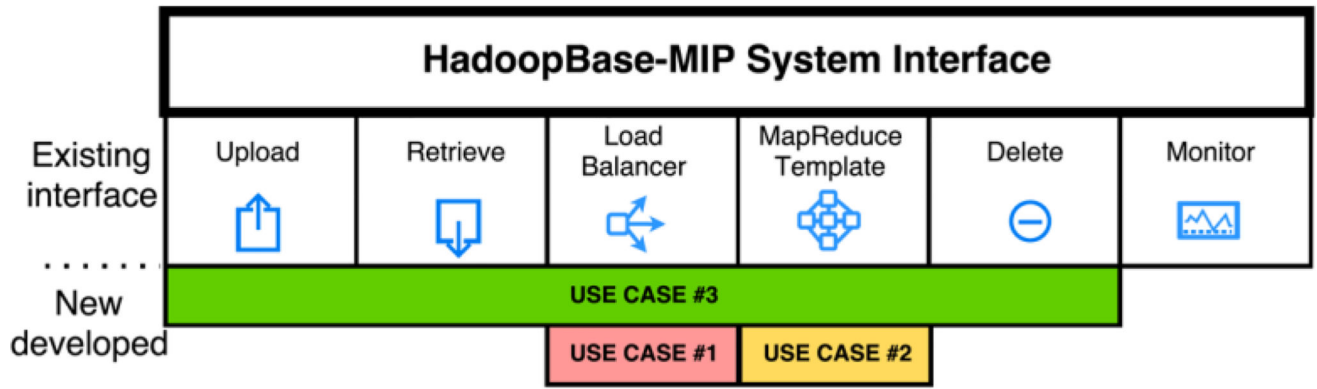 HadoopBase-MIP System Interface
Existing
interface
Upload
Retrieve
Load
Balancer
MapReduce
Template
Delete
Monitor
New
developed
USE CASE #3
USE CASE #1
USE CASE #2